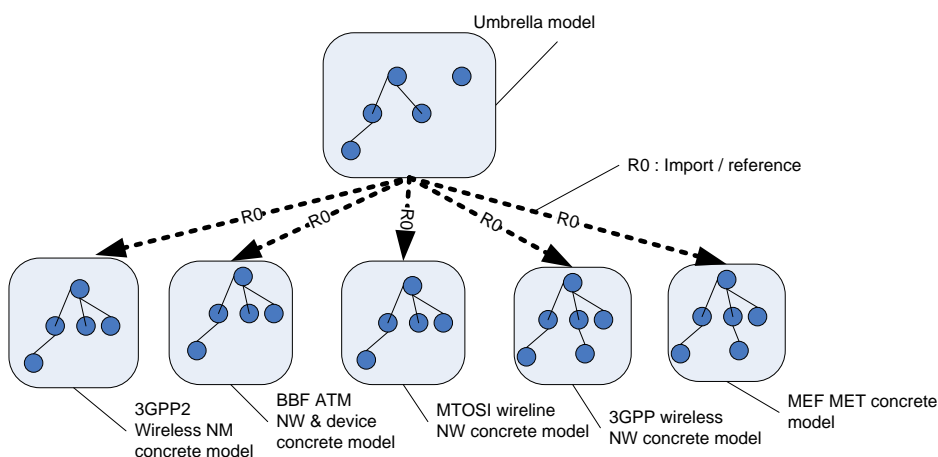 Umbrella model
R0 : Import / reference
R0
R0
R0
R0
R0
3GPP2
Wireless NM
concrete model
BBF ATM
NW & device
concrete model
MTOSI wireline
NW concrete model
3GPP wireless
NW concrete model
MEF MET concrete
model